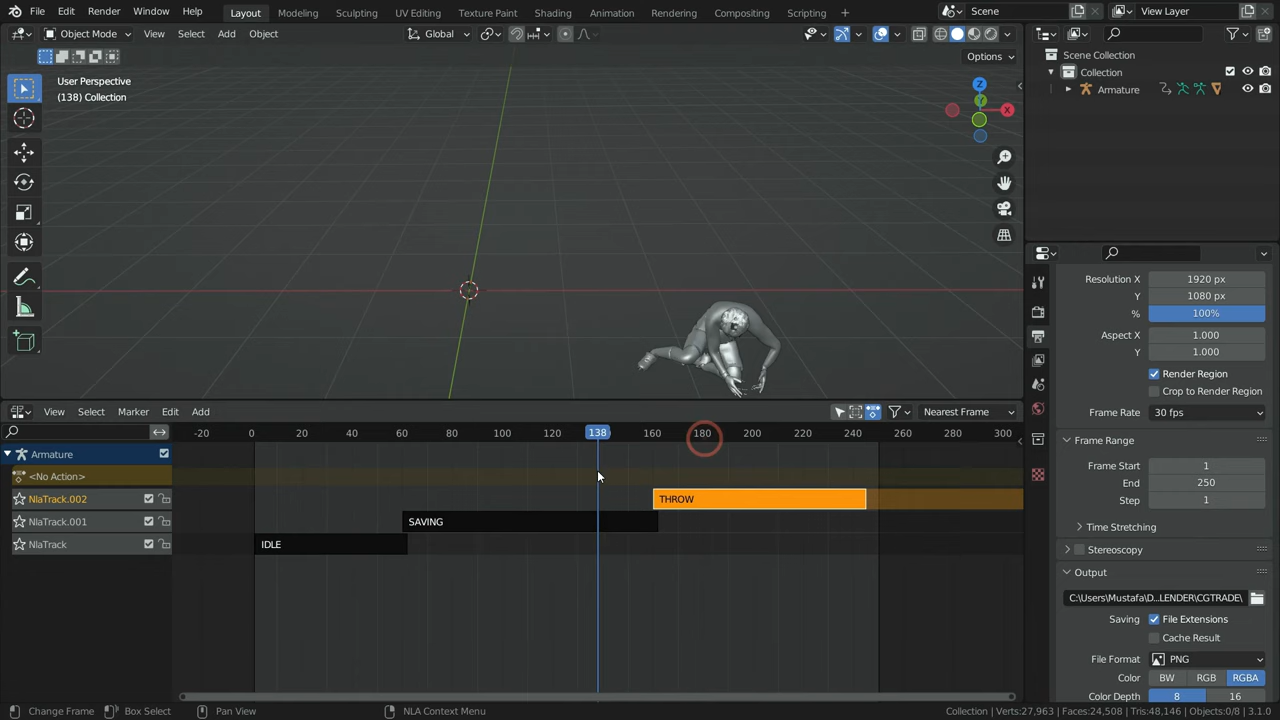 File Edit Render Window Help Layout Modeling Sculpting UV Editing Texture Paint Shading Animation Rendering Compositing Scripting + Scene View Layer
Object Mode View Select Add Object Global
Options
User Perspective
(138) Collection
Z
Y
X
Scene Collection
Collection
Armature
Resolution X 1920 px
Y 1080 px
% 100%
Aspect X 1.000
Y 1.000
Render Region
Crop to Render Region
Frame Rate 30 fps
Frame Range
Frame Start 1
End 250
Step 1
Time Stretching
Stereoscopy
Output
C:\Users\Mustafa\D...LENDER\CGTRADE\
Saving File Extensions
Cache Result
File Format PNG
Color BW RGB RGBA
Color Depth 8 16
View Select Marker Edit Add Nearest Frame
-20 0 20 40 60 80 100 120 138 160 180 200 220 240 260 280 300
Armature
<No Action>
NlaTrack.002 THROW
NlaTrack.001 SAVING
NlaTrack IDLE
Change Frame Box Select Pan View NLA Context Menu Collection | Verts:27,963 | Faces:24,508 | Tris:48,146 | Objects:0/8 | 3.1.0